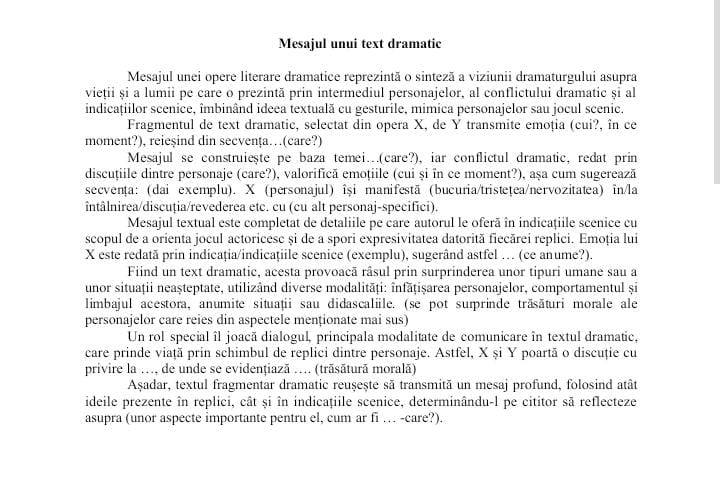 Mesajul unui text dramatic
Mesajul unei opere literare dramatice reprezintă o sinteză a viziunii dramaturgului asupra
vieții și a lumii pe care o prezintă prin intermediul personajelor, al conflictului dramatic și al
indicațiilor scenice, îmbinând ideea textuală cu gesturile, mimica personajelor sau jocul scenic.
Fragmentul de text dramatic, selectat din opera X, de Y transmite emoția (cui?, în ce
moment?), reieșind din secvența…(care?)
Mesajul se construiește pe baza temei…(care?), iar conflictul dramatic, redat prin
discuțiile dintre personaje (care?), valorifică emoțiile (cui și în ce moment?), așa cum sugerează
secvența: (dai exemplu). X (personajul) își manifestă (bucuria/tristețea/nervozitatea) în/la
întâlnirea/discuția/revederea etc. cu (cu alt personaj-specifici).
Mesajul textual este completat de detaliile pe care autorul le oferă în indicațiile scenice cu
scopul de a orienta jocul actoricesc și de a spori expresivitatea datorită fiecărei replici. Emoția lui
X este redată prin indicația/indicațiile scenice (exemplu), sugerând astfel … (ce anume?).
Fiind un text dramatic, acesta provoacă râsul prin surprinderea unor tipuri umane sau a
unor situații neașteptate, utilizând diverse modalități: înfățișarea personajelor, comportamentul și
limbajul acestora, anumite situații sau didascaliile. (se pot surprinde trăsături morale ale
personajelor care reies din aspectele menționate mai sus)
Un rol special îl joacă dialogul, principala modalitate de comunicare în textul dramatic,
care prinde viață prin schimbul de replici dintre personaje. Astfel, X și Y poartă o discuție cu
privire la …, de unde se evidențiază …. (trăsătură morală)
Așadar, textul fragmentar dramatic reușește să transmită un mesaj profund, folosind atât
ideile prezente în replici, cât și în indicațiile scenice, determinându-l pe cititor să reflecteze
asupra (unor aspecte importante pentru el, cum ar fi … -care?).